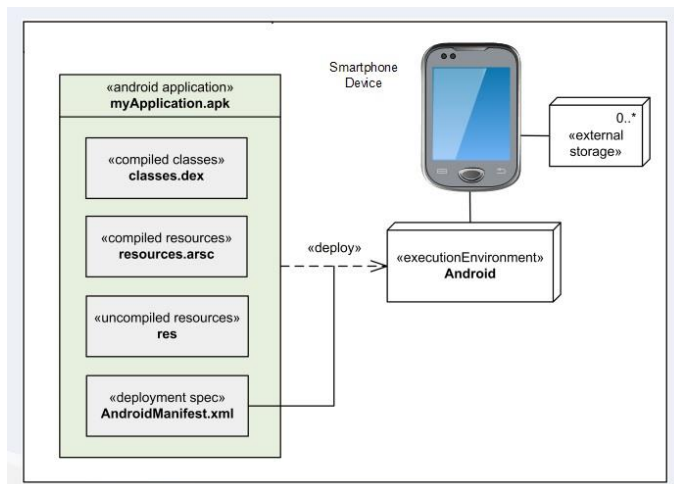 «android application»
myApplication.apk
«compiled classes»
classes.dex
«compiled resources»
resources.arsc
«uncompiled resources»
res
«deployment spec»
AndroidManifest.xml
«deploy»
Smartphone
Device
0..*
«external
storage»
«executionEnvironment»
Android